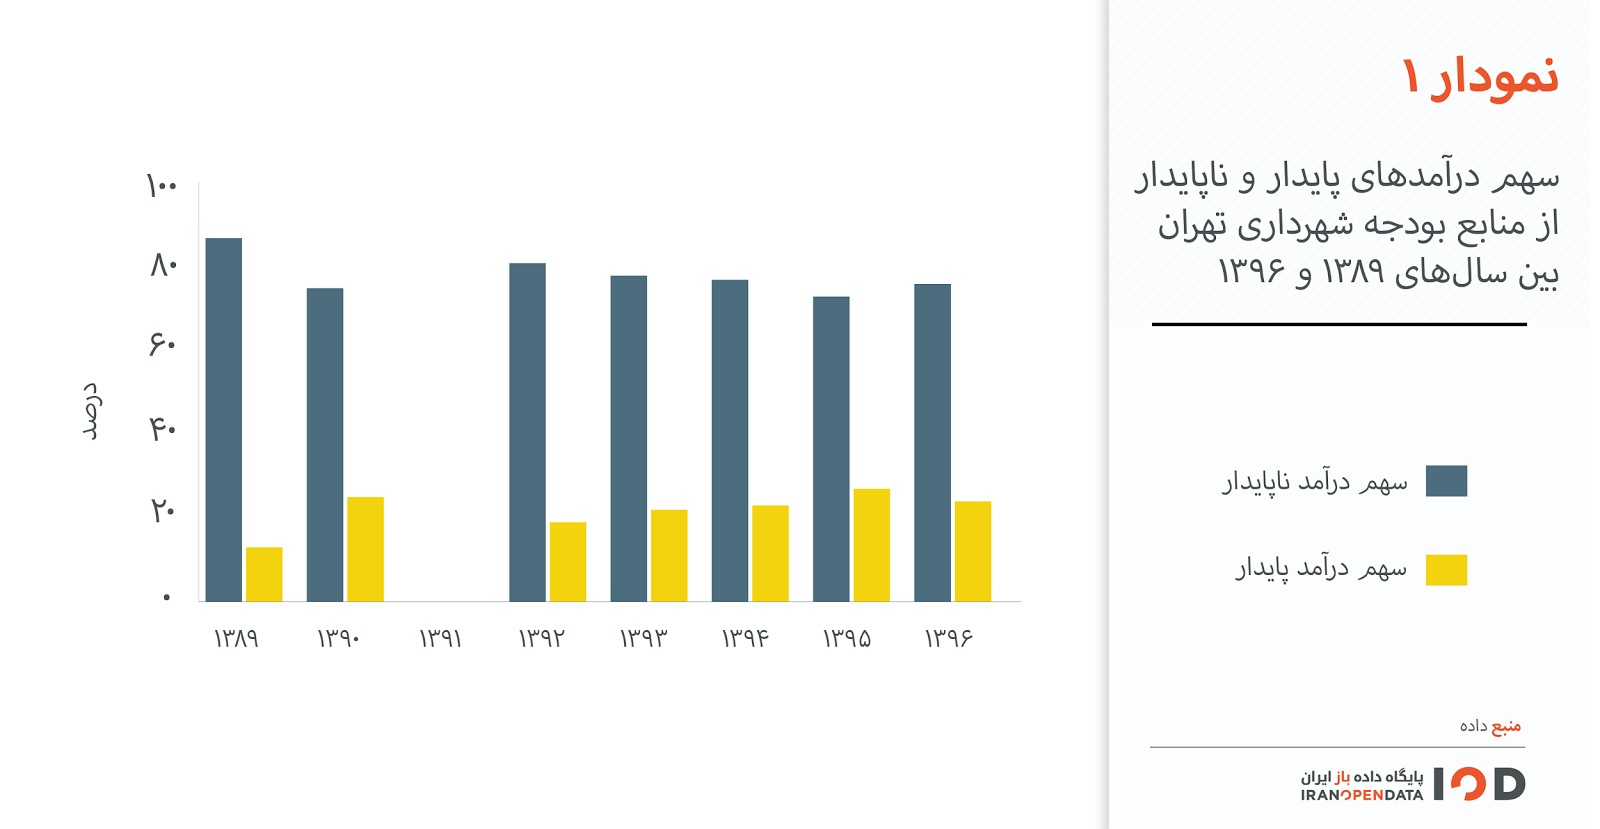 نمودار ۱
سهم درآمدهای پایدار و ناپایدار
از منابع بودجه شهرداری تهران
بین سال‌های ۱۳۸۹ و ۱۳۹۶
سهم درآمد ناپایدار
سهم درآمد پایدار
منبع داده
پایگاه داده باز ایران
IRANOPENDATA
IOD
درصد
۱۰۰
۸۰
۶۰
۴۰
۲۰
۰
۱۳۸۹ ۱۳۹۰ ۱۳۹۱ ۱۳۹۲ ۱۳۹۳ ۱۳۹۴ ۱۳۹۵ ۱۳۹۶